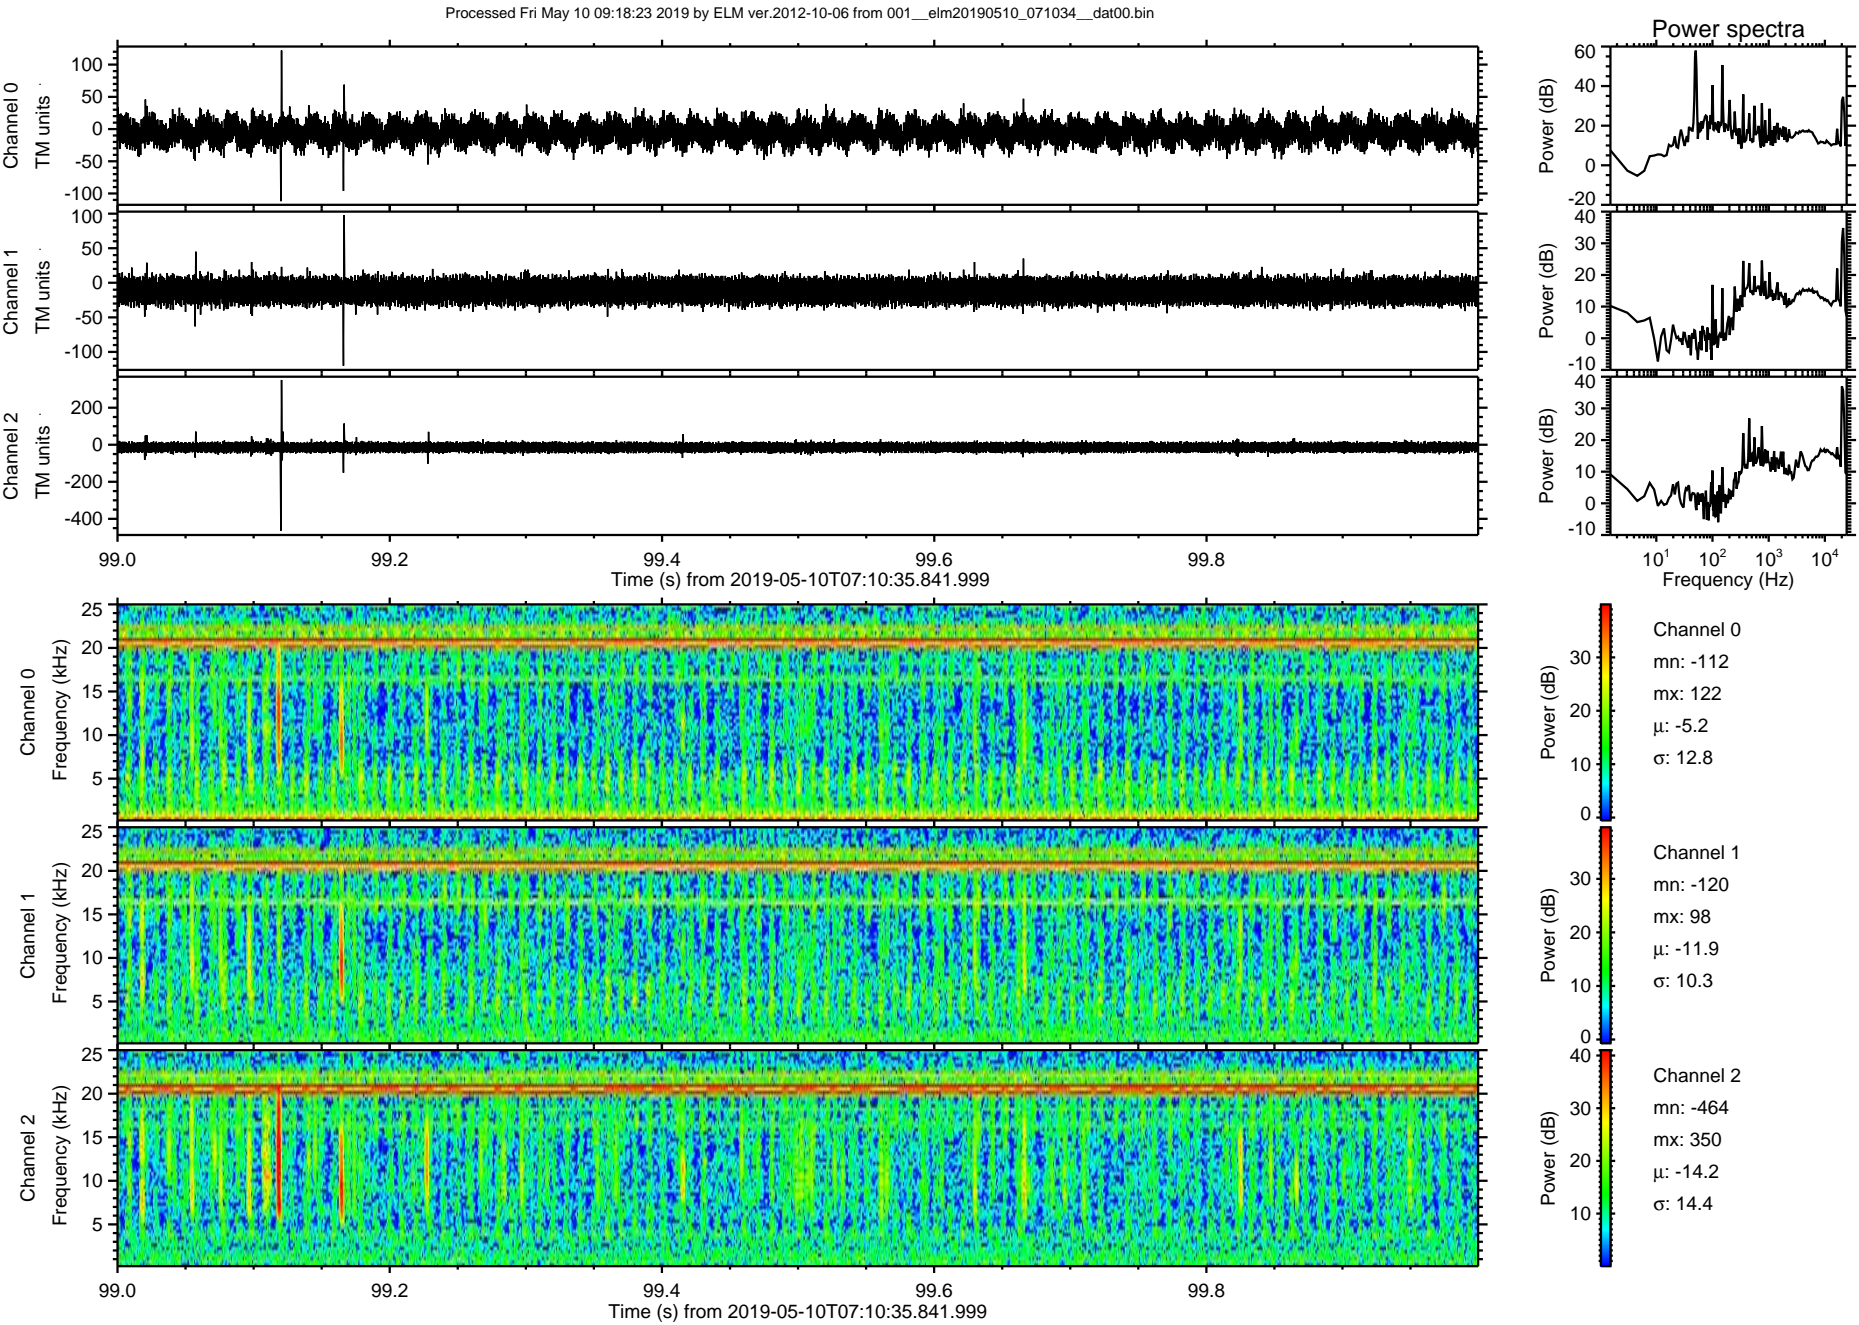 Processed Fri May 10 09:18:23 2019 by ELM ver.2012-10-06 from 001__elm20190510_071034__dat00.bin
Power spectra
Channel 0
TM units
100
50
0
-50
-100
Power (dB)
60
40
20
0
-20
Channel 1
TM units
100
50
0
-50
-100
Power (dB)
40
30
20
10
0
-10
Channel 2
TM units
200
0
-200
-400
Power (dB)
40
30
20
10
0
-10
99.0 99.2 99.4 99.6 99.8
Time (s) from 2019-05-10T07:10:35.841.999
10¹ 10² 10³ 10⁴
Frequency (Hz)
Channel 0
Frequency (kHz)
25
20
15
10
5
Power (dB)
30
20
10
0
Channel 0
mn: -112
mx: 122
μ: -5.2
σ: 12.8
Channel 1
Frequency (kHz)
25
20
15
10
5
Power (dB)
30
20
10
0
Channel 1
mn: -120
mx: 98
μ: -11.9
σ: 10.3
Channel 2
Frequency (kHz)
25
20
15
10
5
Power (dB)
40
30
20
10
Channel 2
mn: -464
mx: 350
μ: -14.2
σ: 14.4
99.0 99.2 99.4 99.6 99.8
Time (s) from 2019-05-10T07:10:35.841.999